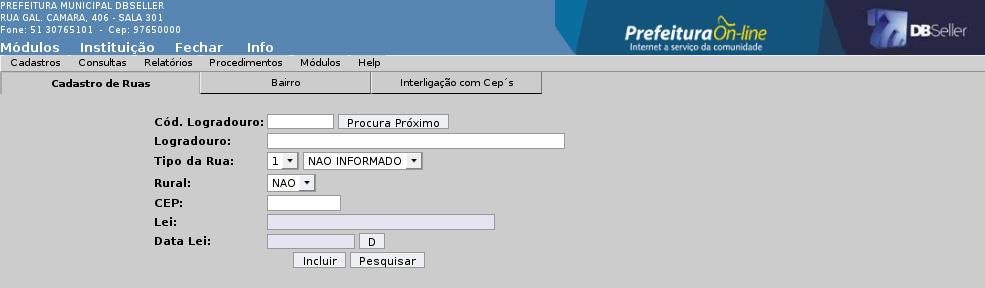 PREFEITURA MUNICIPAL DBSELLER
RUA GAL. CAMARA, 406 - SALA 301
Fone: 51 30765101 - Cep: 97650000
PrefeituraOn-line
Internet a serviço da comunidade
DBSeller
Módulos Instituição Fechar Info
Cadastros Consultas Relatórios Procedimentos Módulos Help
Cadastro de Ruas Bairro Interligação com Cep´s
Cód. Logradouro: Procura Próximo
Logradouro:
Tipo da Rua: 1 NAO INFORMADO
Rural: NAO
CEP:
Lei:
Data Lei: D
Incluir Pesquisar